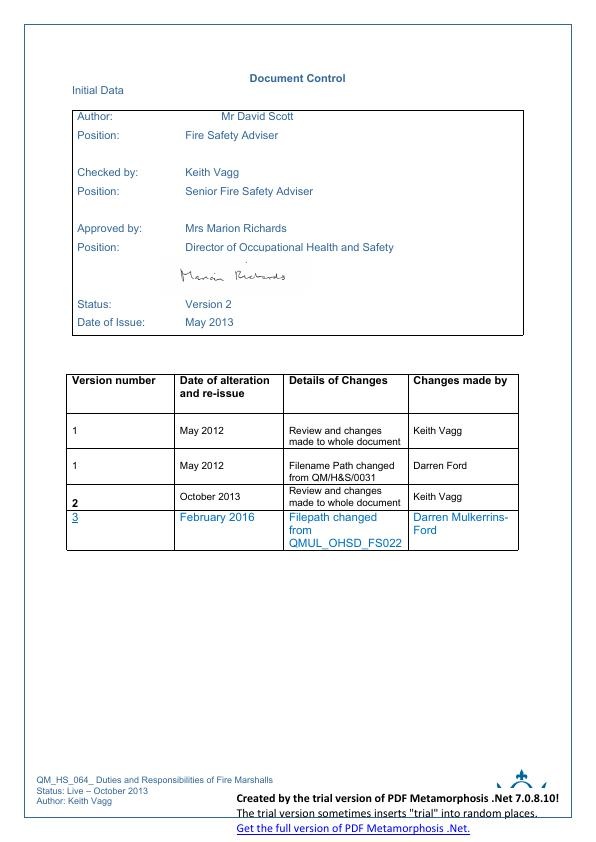 Document Control
Initial Data
Author: Mr David Scott
Position: Fire Safety Adviser
Checked by: Keith Vagg
Position: Senior Fire Safety Adviser
Approved by: Mrs Marion Richards
Position: Director of Occupational Health and Safety
Marion Richards
Status: Version 2
Date of Issue: May 2013
Version number Date of alteration Details of Changes Changes made by
and re-issue
1 May 2012 Review and changes Keith Vagg
made to whole document
1 May 2012 Filename Path changed Darren Ford
from QM/H&S/0031
2 October 2013 Review and changes Keith Vagg
made to whole document
3 February 2016 Filepath changed Darren Mulkerrins-
from Ford
QMUL_OHSD_FS022
QM_HS_064_ Duties and Responsibilities of Fire Marshalls
Status: Live – October 2013
Author: Keith Vagg
Created by the trial version of PDF Metamorphosis .Net 7.0.8.10!
The trial version sometimes inserts "trial" into random places.
Get the full version of PDF Metamorphosis .Net.